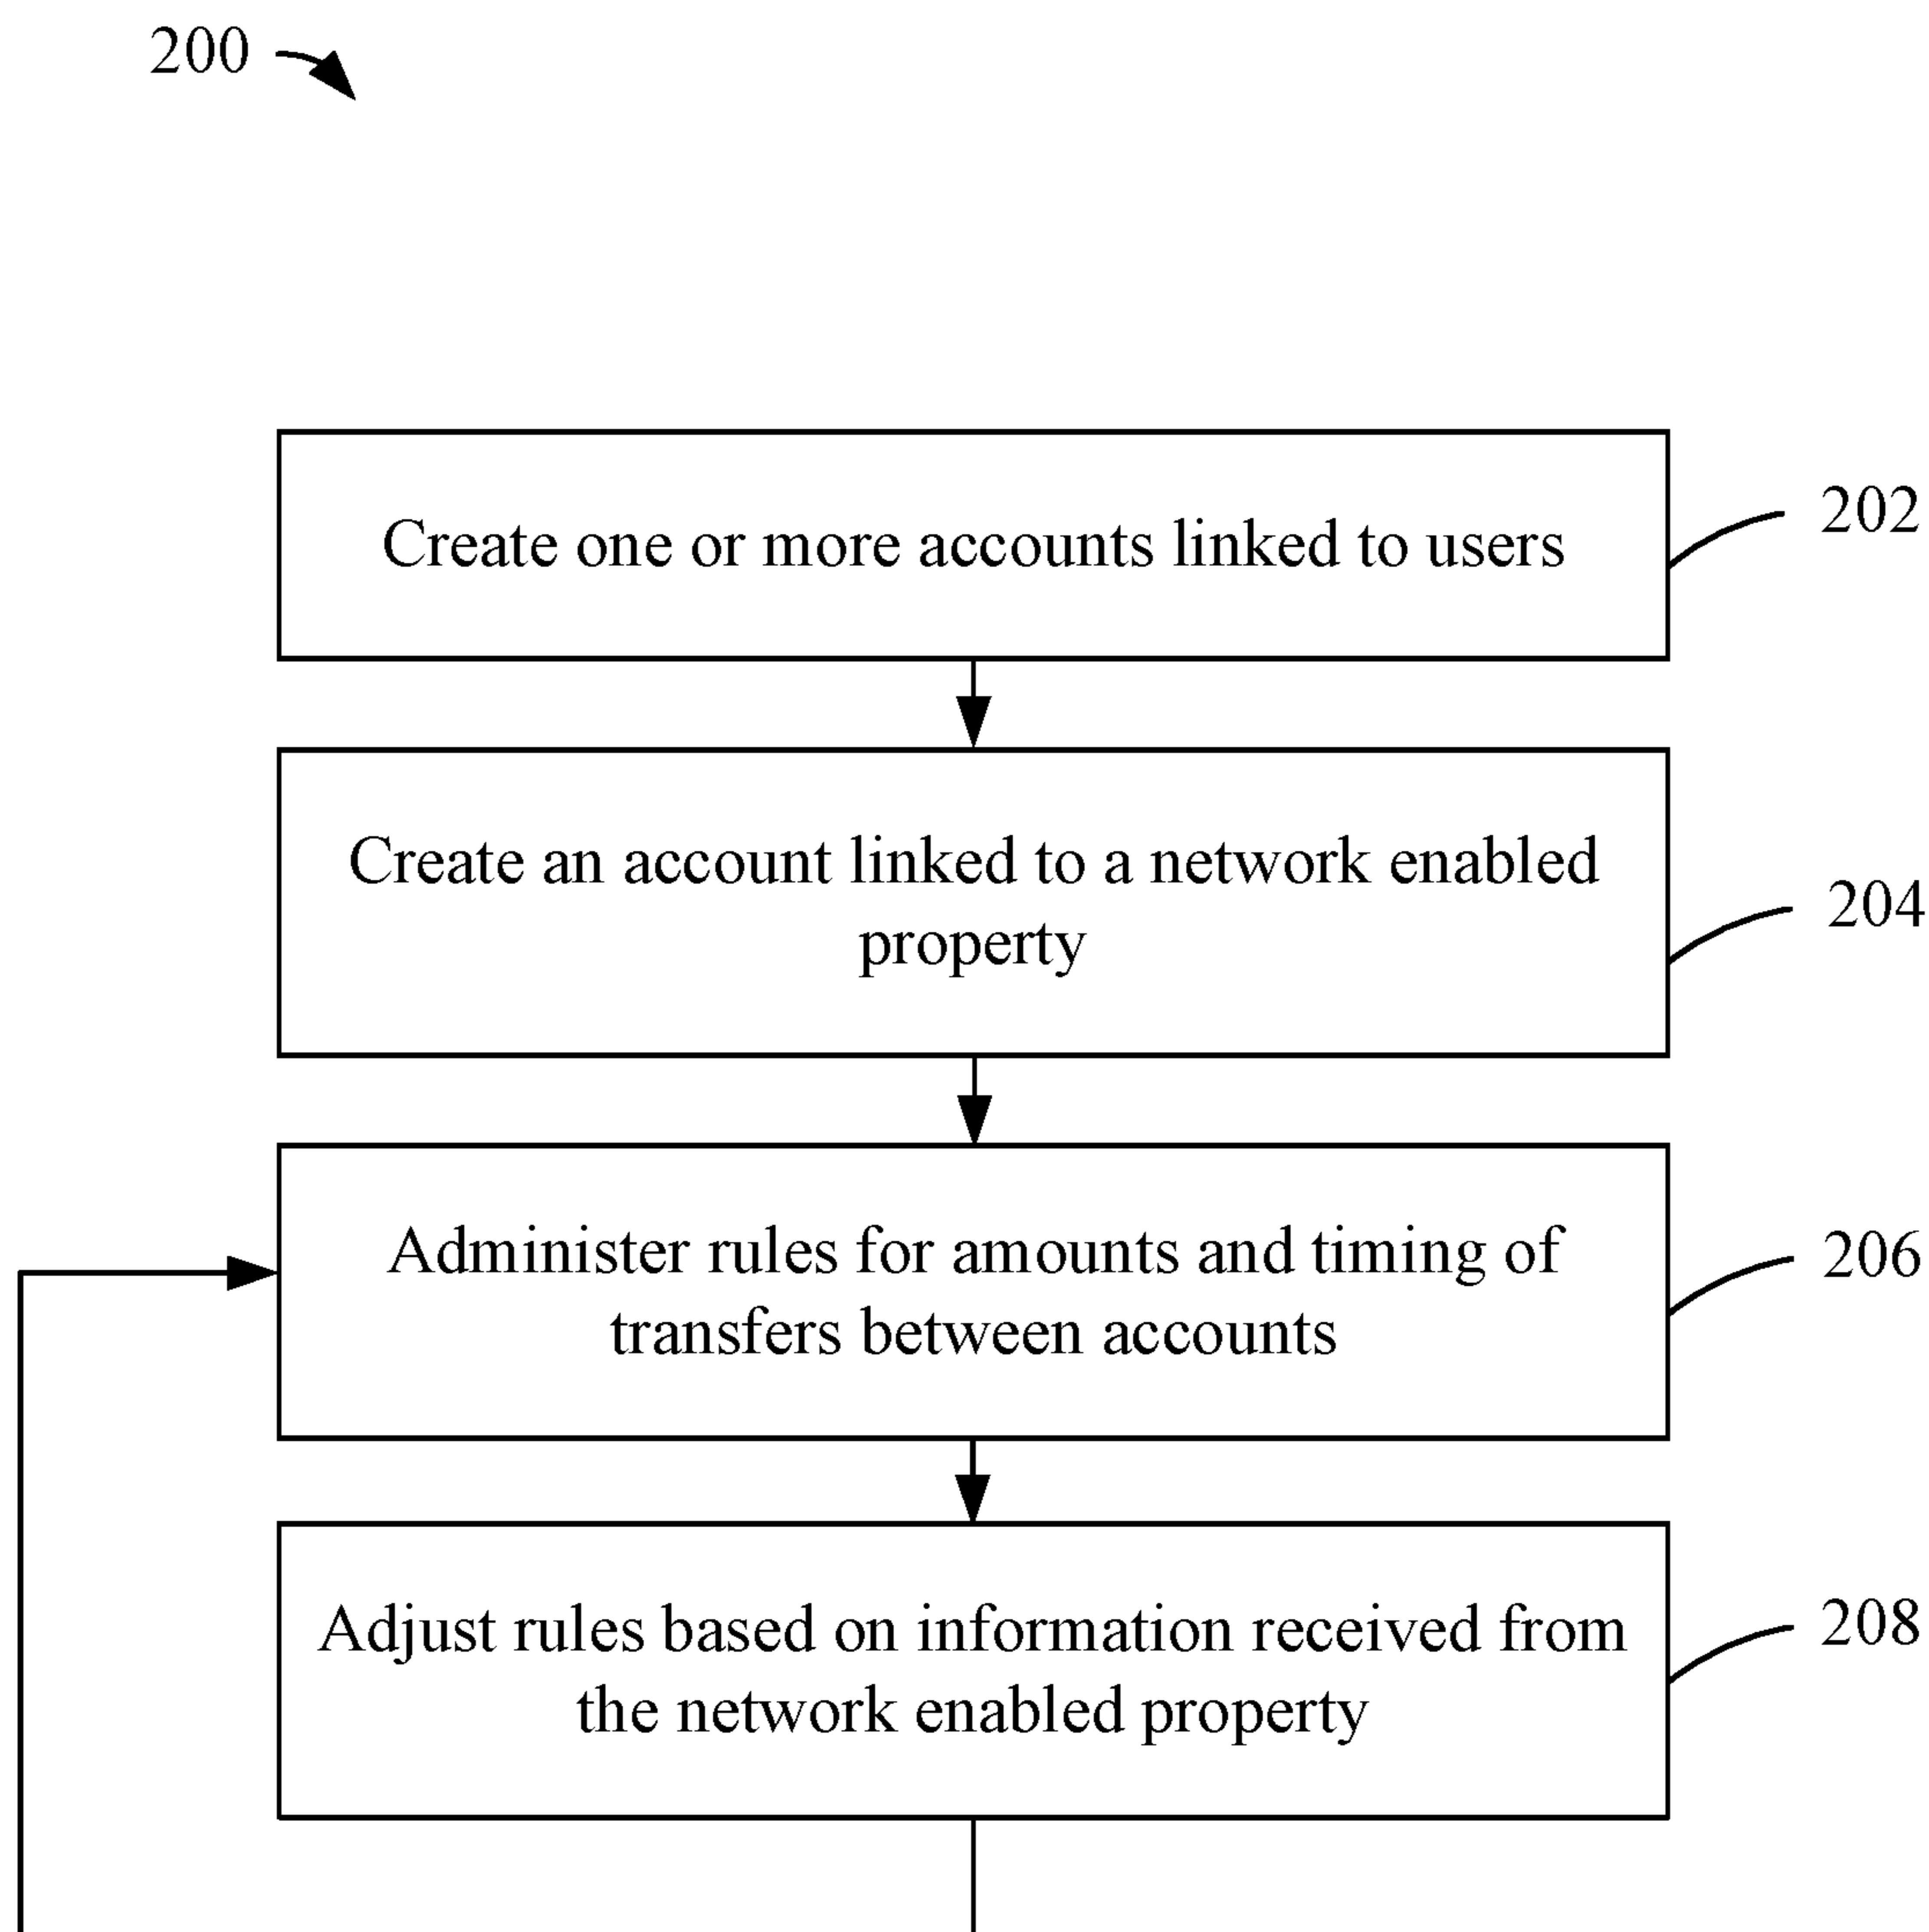 200
Create one or more accounts linked to users
202
Create an account linked to a network enabled
property
204
Administer rules for amounts and timing of
transfers between accounts
206
Adjust rules based on information received from
the network enabled property
208